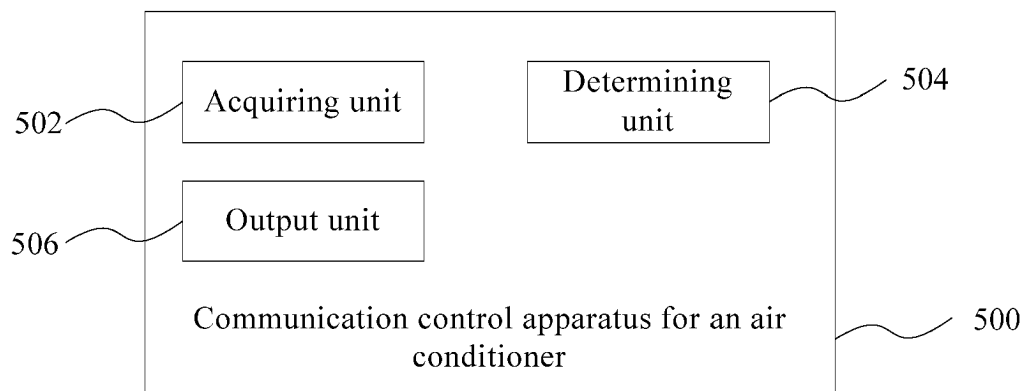 Acquiring unit
Determining
unit
504
502
Output unit
506
Communication control apparatus for an air
conditioner
500